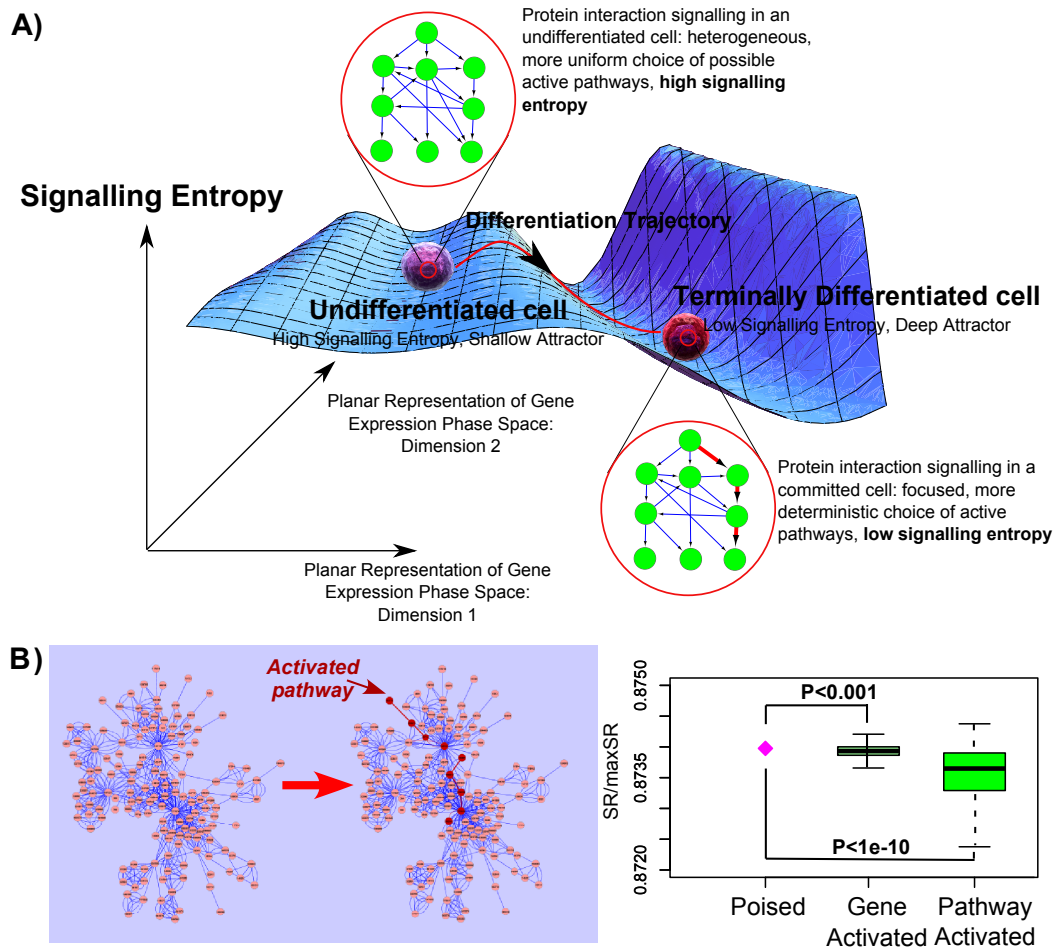 A)
Protein interaction signalling in an
undifferentiated cell: heterogeneous,
more uniform choice of possible
active pathways, high signalling
entropy
Signalling Entropy
Differentiation Trajectory
Undifferentiated cell
High Signalling Entropy, Shallow Attractor
Terminally Differentiated cell
Low Signalling Entropy, Deep Attractor
Planar Representation of Gene
Expression Phase Space:
Dimension 2
Protein interaction signalling in a
committed cell: focused, more
deterministic choice of active
pathways, low signalling entropy
Planar Representation of Gene
Expression Phase Space:
Dimension 1
B)
Activated
pathway
SR/maxSR
0.8750
0.8735
0.8720
P<0.001
P<1e-10
Poised
Gene
Activated
Pathway
Activated